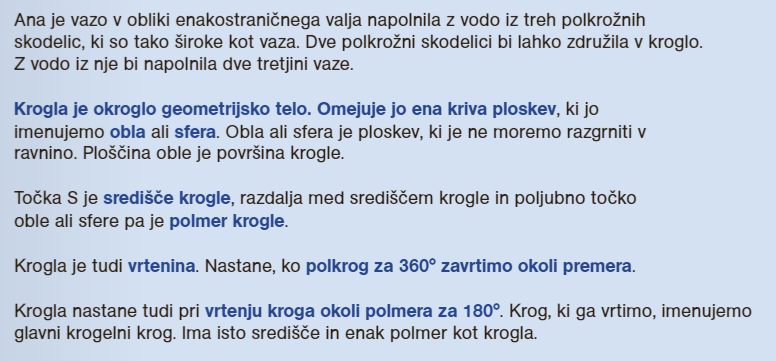 Ana je vazo v obliki enakostraničnega valja napolnila z vodo iz treh polkrožnih
skodelic, ki so tako široke kot vaza. Dve polkrožni skodelici bi lahko združila v kroglo.
Z vodo iz nje bi napolnila dve tretjini vaze.
Krogla je okroglo geometrijsko telo. Omejuje jo ena kriva ploskev, ki jo
imenujemo obla ali sfera. Obla ali sfera je ploskev, ki je ne moremo razgrniti v
ravnino. Ploščina oble je površina krogle.
Točka S je središče krogle, razdalja med središčem krogle in poljubno točko
oble ali sfere pa je polmer krogle.
Krogla je tudi vrtenina. Nastane, ko polkrog za 360° zavrtimo okoli premera.
Krogla nastane tudi pri vrtenju kroga okoli polmera za 180°. Krog, ki ga vrtimo, imenujemo
glavni krogelni krog. Ima isto središče in enak polmer kot krogla.